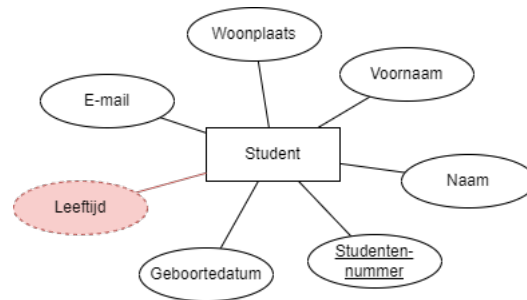 Woonplaats
Voornaam
E-mail
Student
Naam
Leeftijd
Studenten-
nummer
Geboortedatum